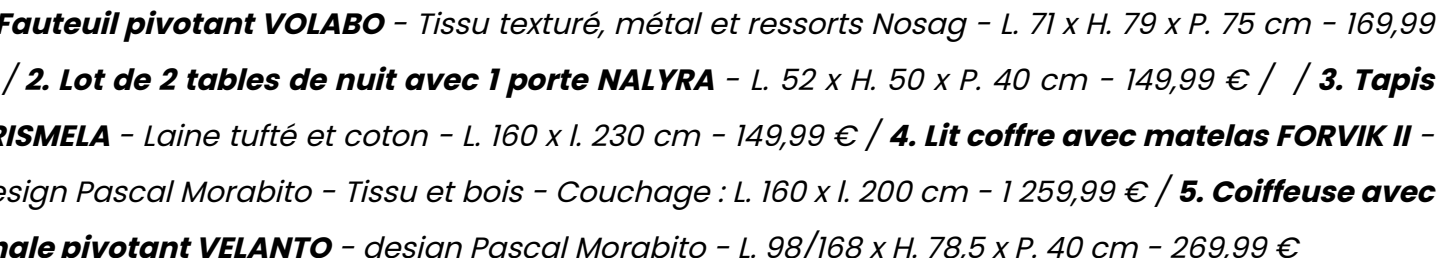 Fauteuil pivotant VOLABO - Tissu texturé, métal et ressorts Nosag - L. 71 x H. 79 x P. 75 cm - 169,99
/ 2. Lot de 2 tables de nuit avec 1 porte NALYRA - L. 52 x H. 50 x P. 40 cm - 149,99 € / / 3. Tapis
RISMELA - Laine tufté et coton - L. 160 x l. 230 cm - 149,99 € / 4. Lit coffre avec matelas FORVIK II -
esign Pascal Morabito - Tissu et bois - Couchage : L. 160 x l. 200 cm - 1 259,99 € / 5. Coiffeuse avec
ngle pivotant VELANTO - design Pascal Morabito - L. 98/168 x H. 78,5 x P. 40 cm - 269,99 €